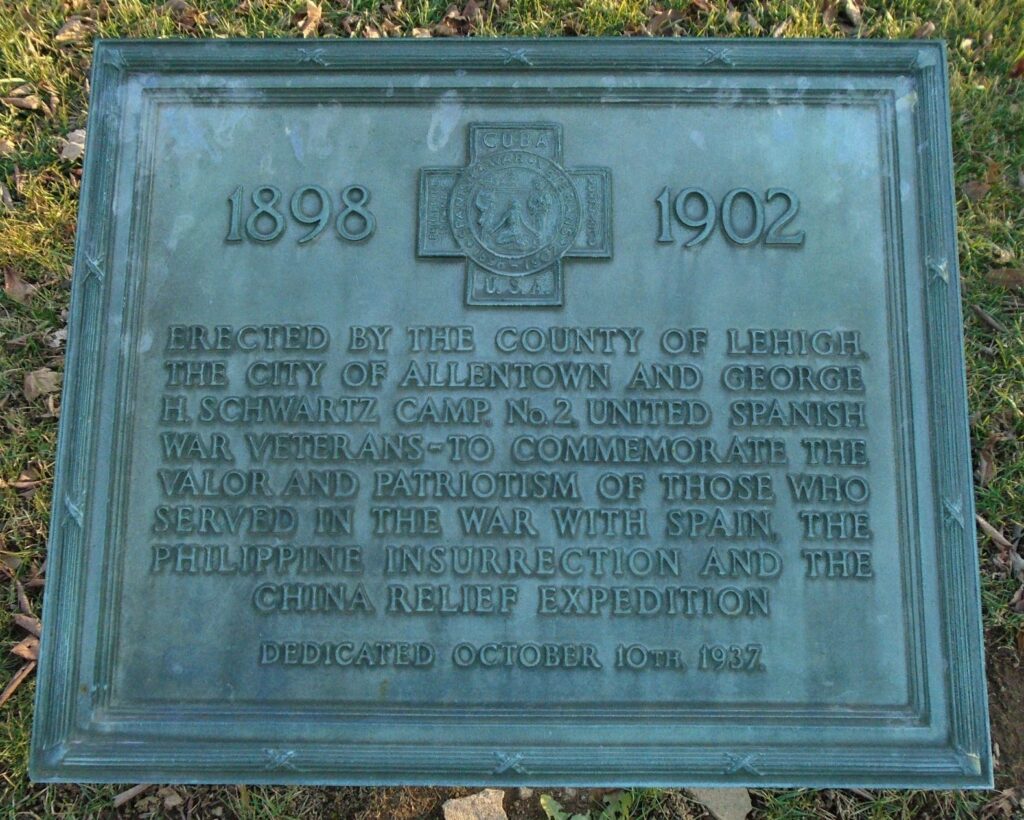 CUBA
1898
1902
U.S.A.
ERECTED BY THE COUNTY OF LEHIGH,
THE CITY OF ALLENTOWN AND GEORGE
H. SCHWARTZ CAMP, No. 2, UNITED SPANISH
WAR VETERANS-TO COMMEMORATE THE
VALOR AND PATRIOTISM OF THOSE WHO
SERVED IN THE WAR WITH SPAIN, THE
PHILIPPINE INSURRECTION AND THE
CHINA RELIEF EXPEDITION
DEDICATED OCTOBER 10TH, 1937.